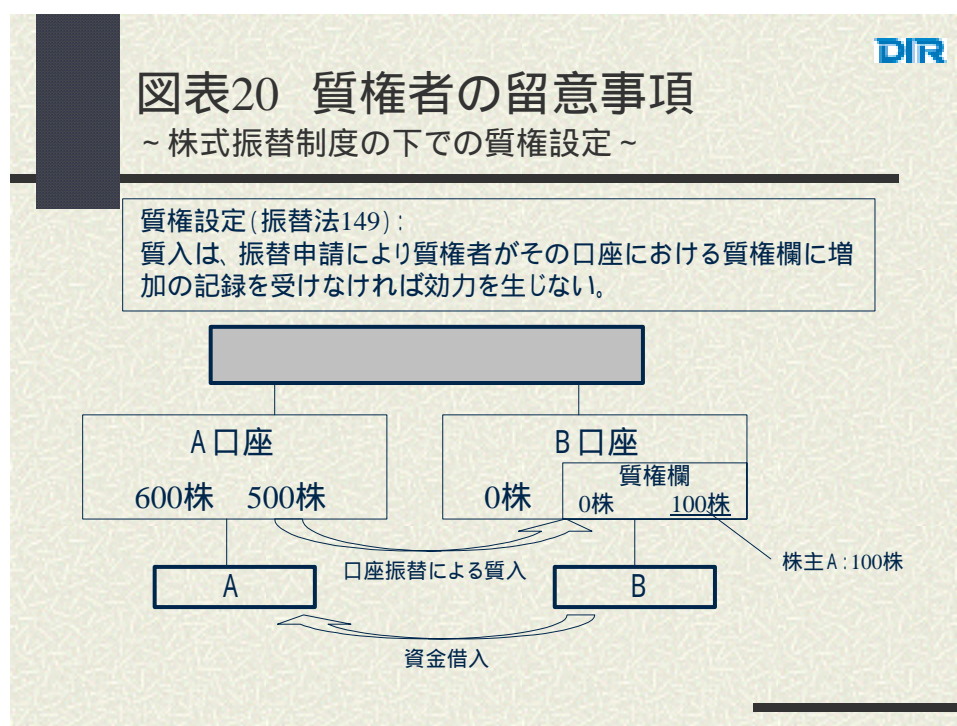 DIR
図表20 質権者の留意事項
～株式振替制度の下での質権設定～
質権設定(振替法149):
質入は、振替申請により質権者がその口座における質権欄に増
加の記録を受けなければ効力を生じない。
A口座
600株 500株
B口座
0株
質権欄
0株 100株
株主A:100株
口座振替による質入
A
B
資金借入